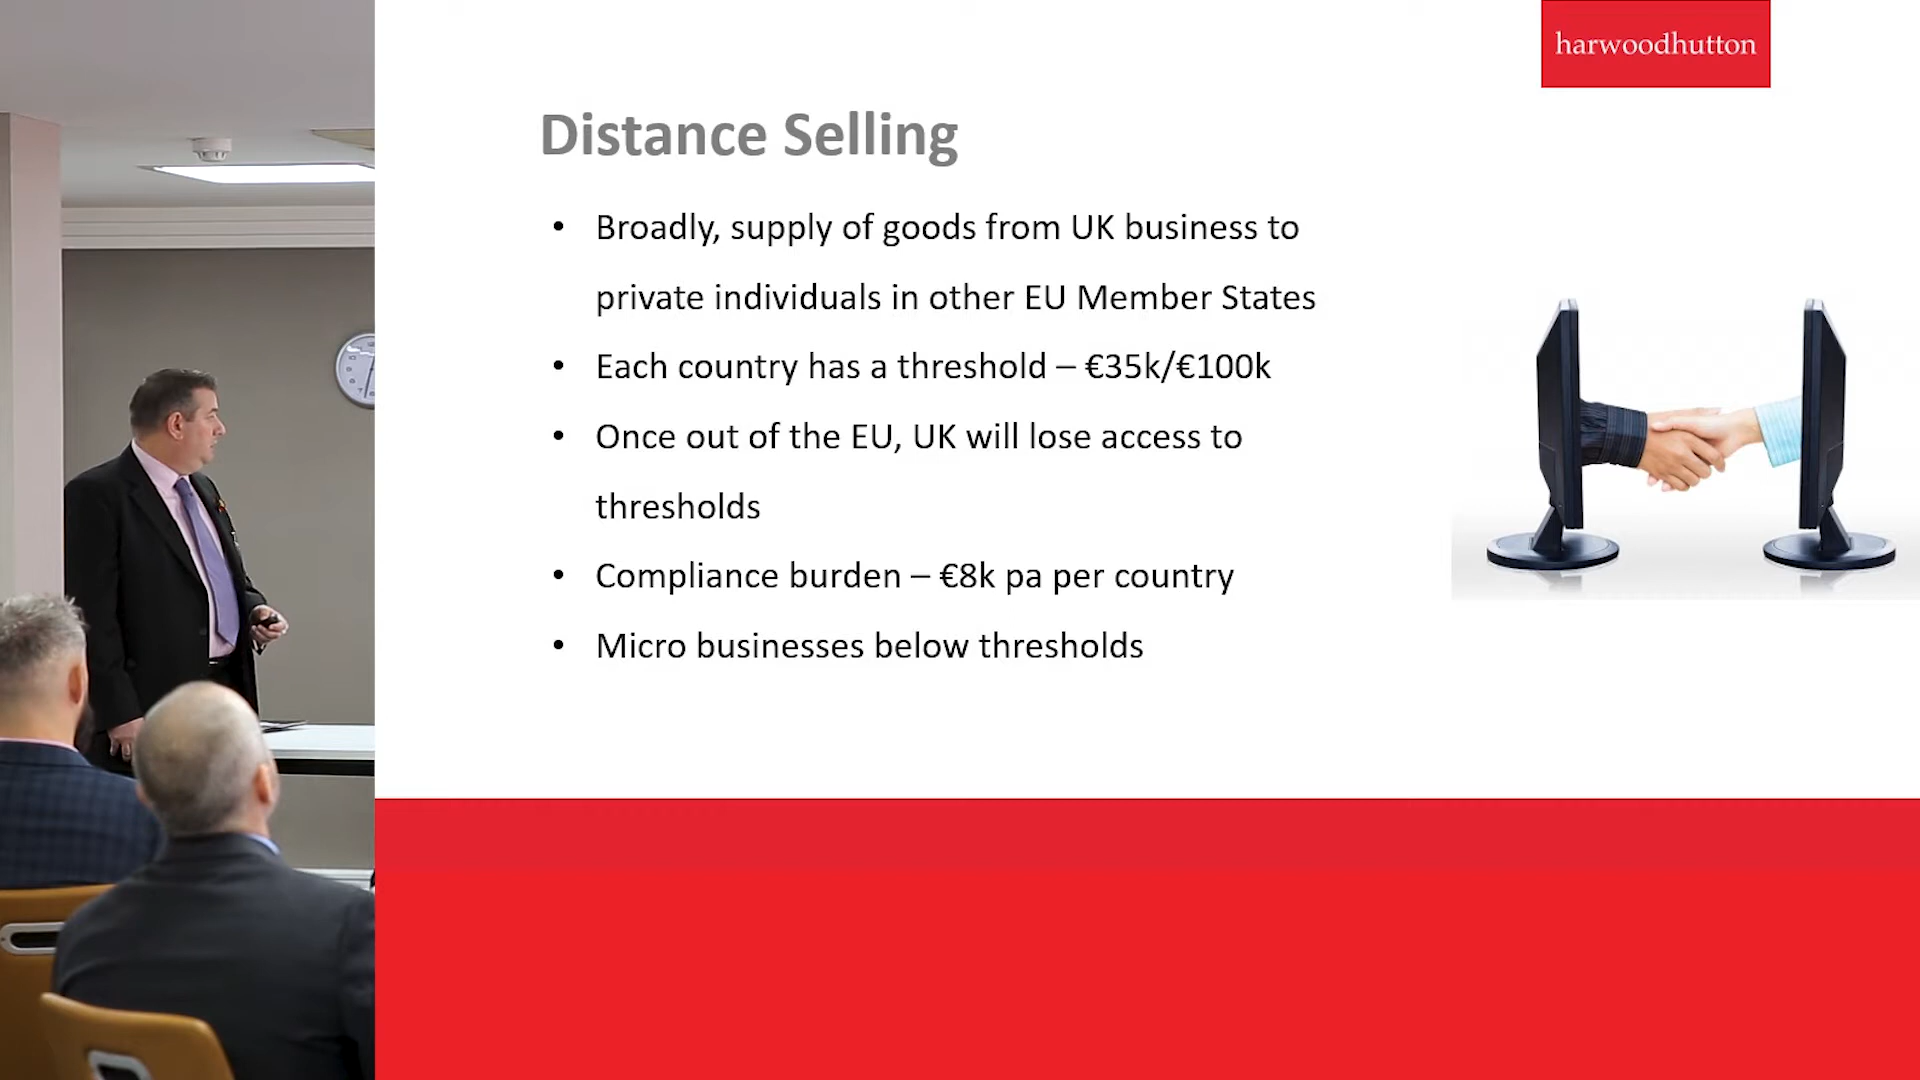 harwoodhutton
Distance Selling
• Broadly, supply of goods from UK business to
private individuals in other EU Member States
• Each country has a threshold – €35k/€100k
• Once out of the EU, UK will lose access to
thresholds
• Compliance burden – €8k pa per country
• Micro businesses below thresholds